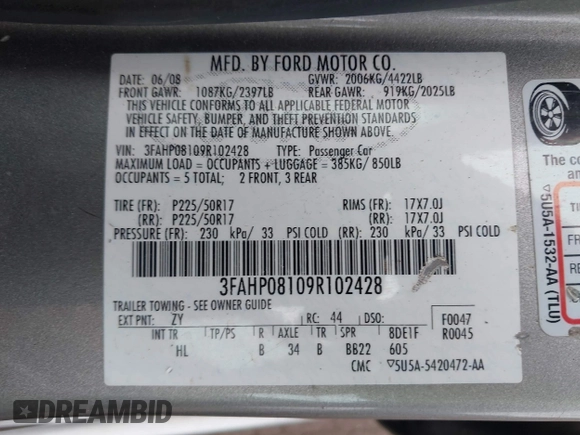 MFD. BY FORD MOTOR CO.
DATE: 06/08 GVWR: 2006KG/4422LB
FRONT GAWR: 1087KG/2397LB REAR GAWR: 919KG/2025LB
THIS VEHICLE CONFORMS TO ALL APPLICABLE FEDERAL MOTOR
VEHICLE SAFETY, BUMPER, AND THEFT PREVENTION STANDARDS
IN EFFECT ON THE DATE OF MANUFACTURE SHOWN ABOVE.
VIN: 3FAHP08109R102428 TYPE: Passenger Car
MAXIMUM LOAD = OCCUPANTS + LUGGAGE = 385KG/ 850LB
OCCUPANTS = 5 TOTAL; 2 FRONT, 3 REAR
TIRE (FR): P225/50R17 RIMS (FR): 17X7.0J
(RR): P225/50R17 (RR): 17X7.0J
PRESSURE (FR): 230 kPa/ 33 PSI COLD (RR): 230 kPa/ 33 PSI COLD
3FAHP08109R102428
TRAILER TOWING - SEE OWNER GUIDE
EXT PNT: ZY RC: 44 DSO: F0047
INT TR TP/PS R AXLE TR SPR 8DE1F R0045
HL B 34 B BB22 605
CMC ▽5U5A-5420472-AA
The co
an
▽5U5A-1532-AA (TLU)
TI
DREAMBID